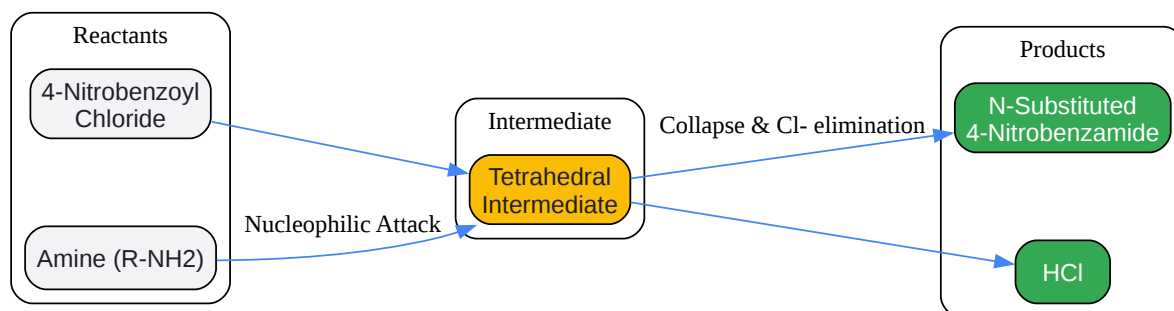 Reactants
4-Nitrobenzoyl
Chloride
Amine (R-NH2)
Nucleophilic Attack
Intermediate
Tetrahedral
Intermediate
Collapse & Cl- elimination
Products
N-Substituted
4-Nitrobenzamide
HCl